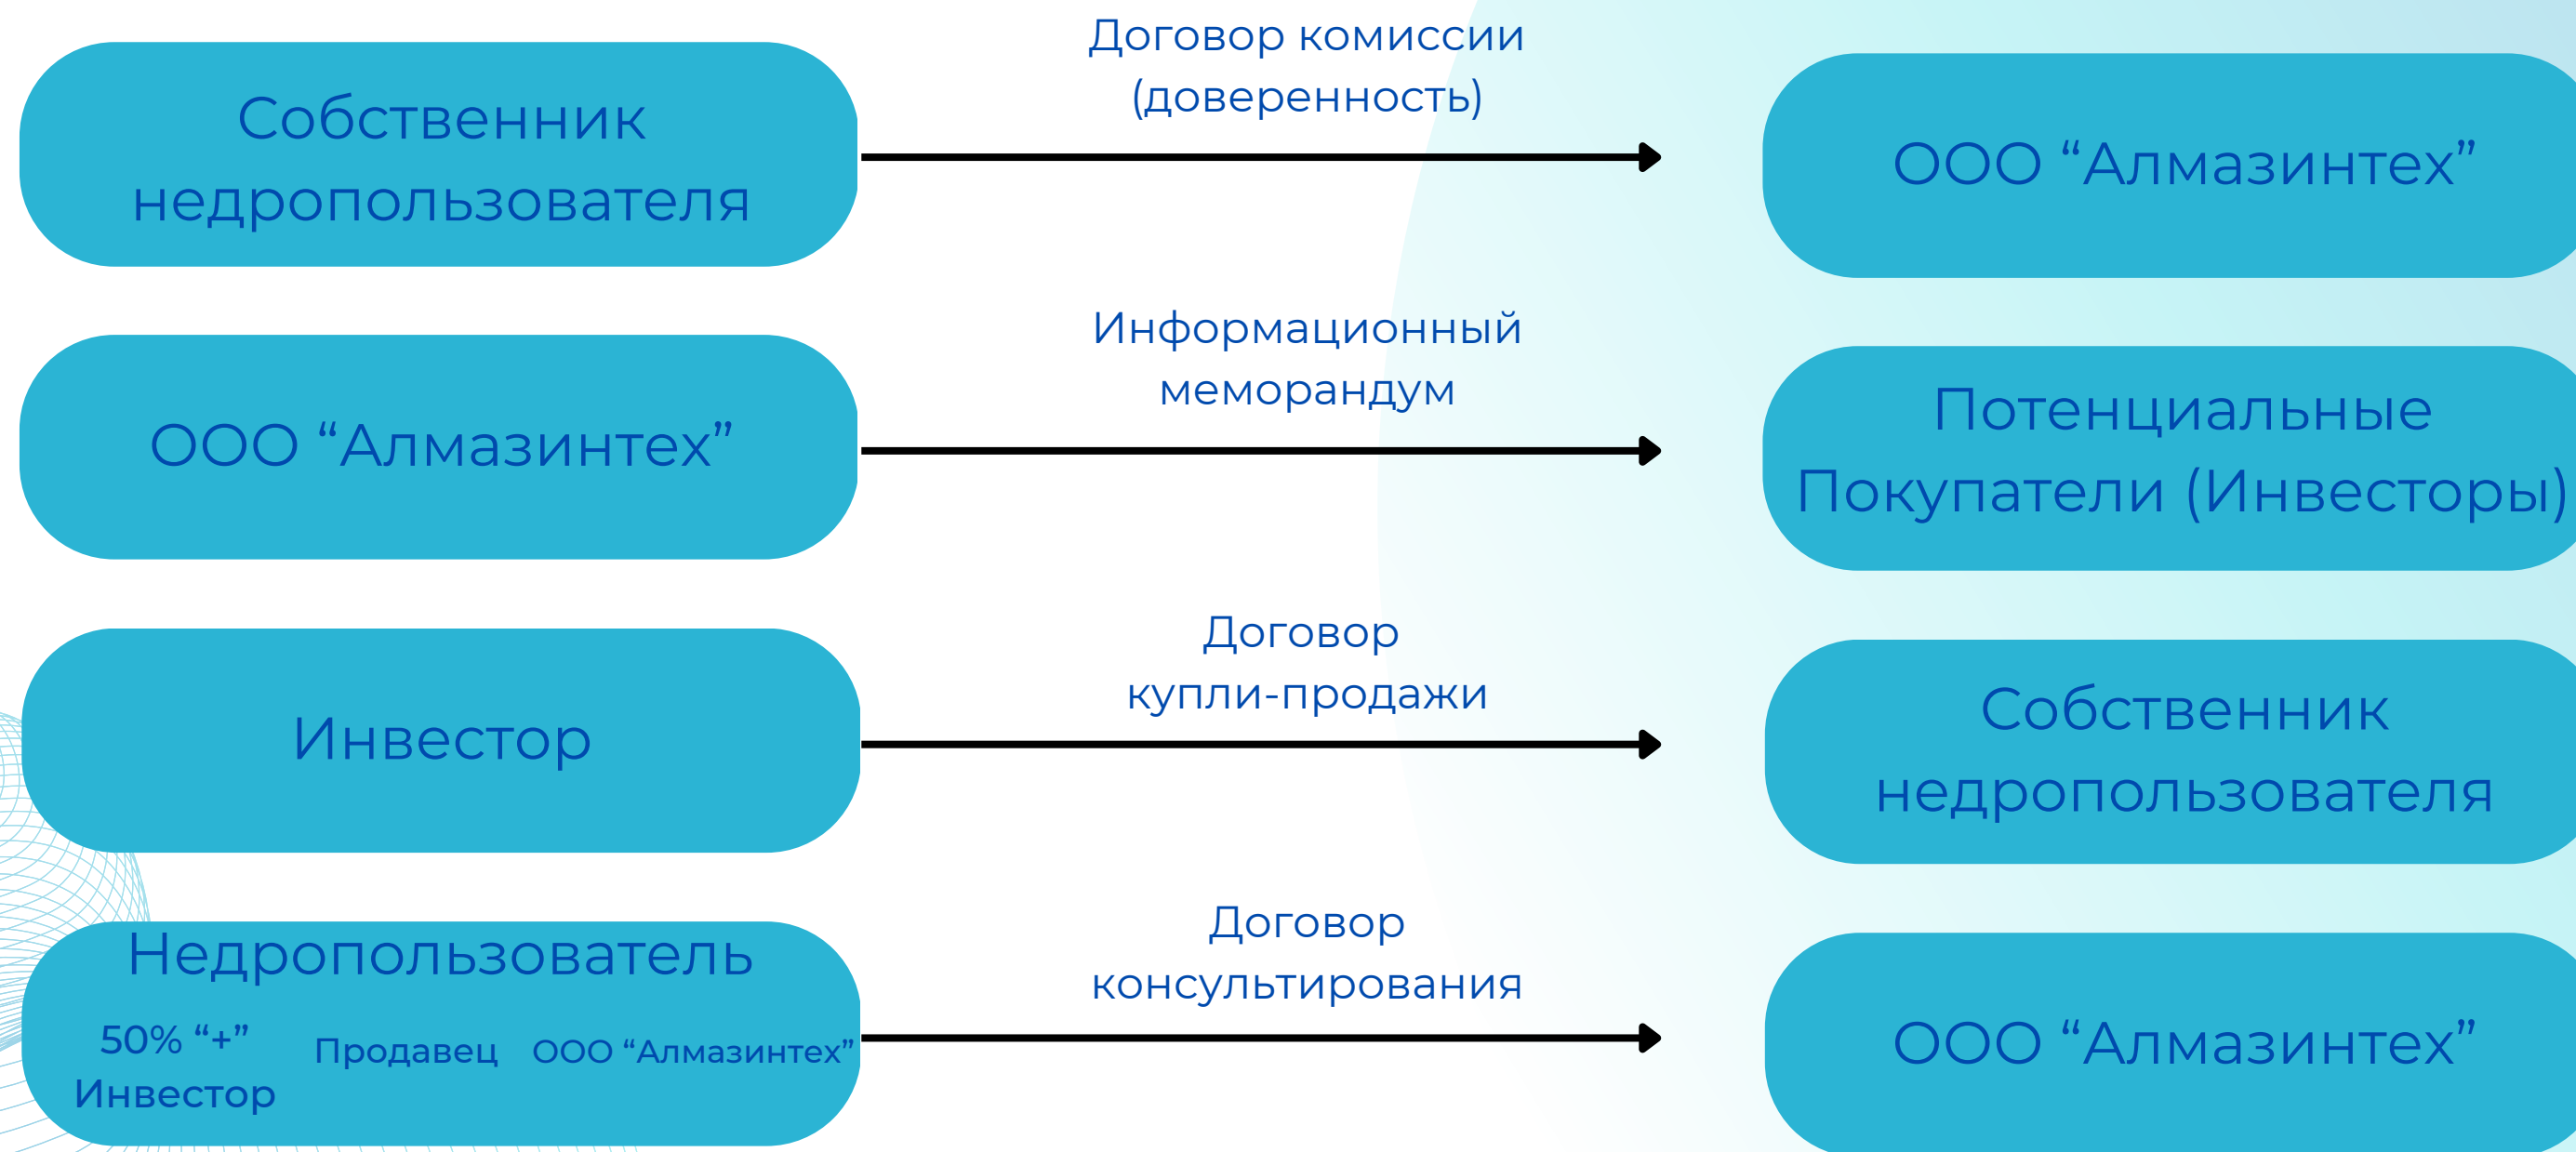 Собственник
недропользователя
Договор комиссии
(доверенность)
ООО “Алмазинтех”
ООО “Алмазинтех”
Информационный
меморандум
Потенциальные
Покупатели (Инвесторы)
Инвестор
Договор
купли-продажи
Собственник
недропользователя
Недропользователь
50% “+”
Инвестор
Продавец
ООО “Алмазинтех”
Договор
консультирования
ООО “Алмазинтех”